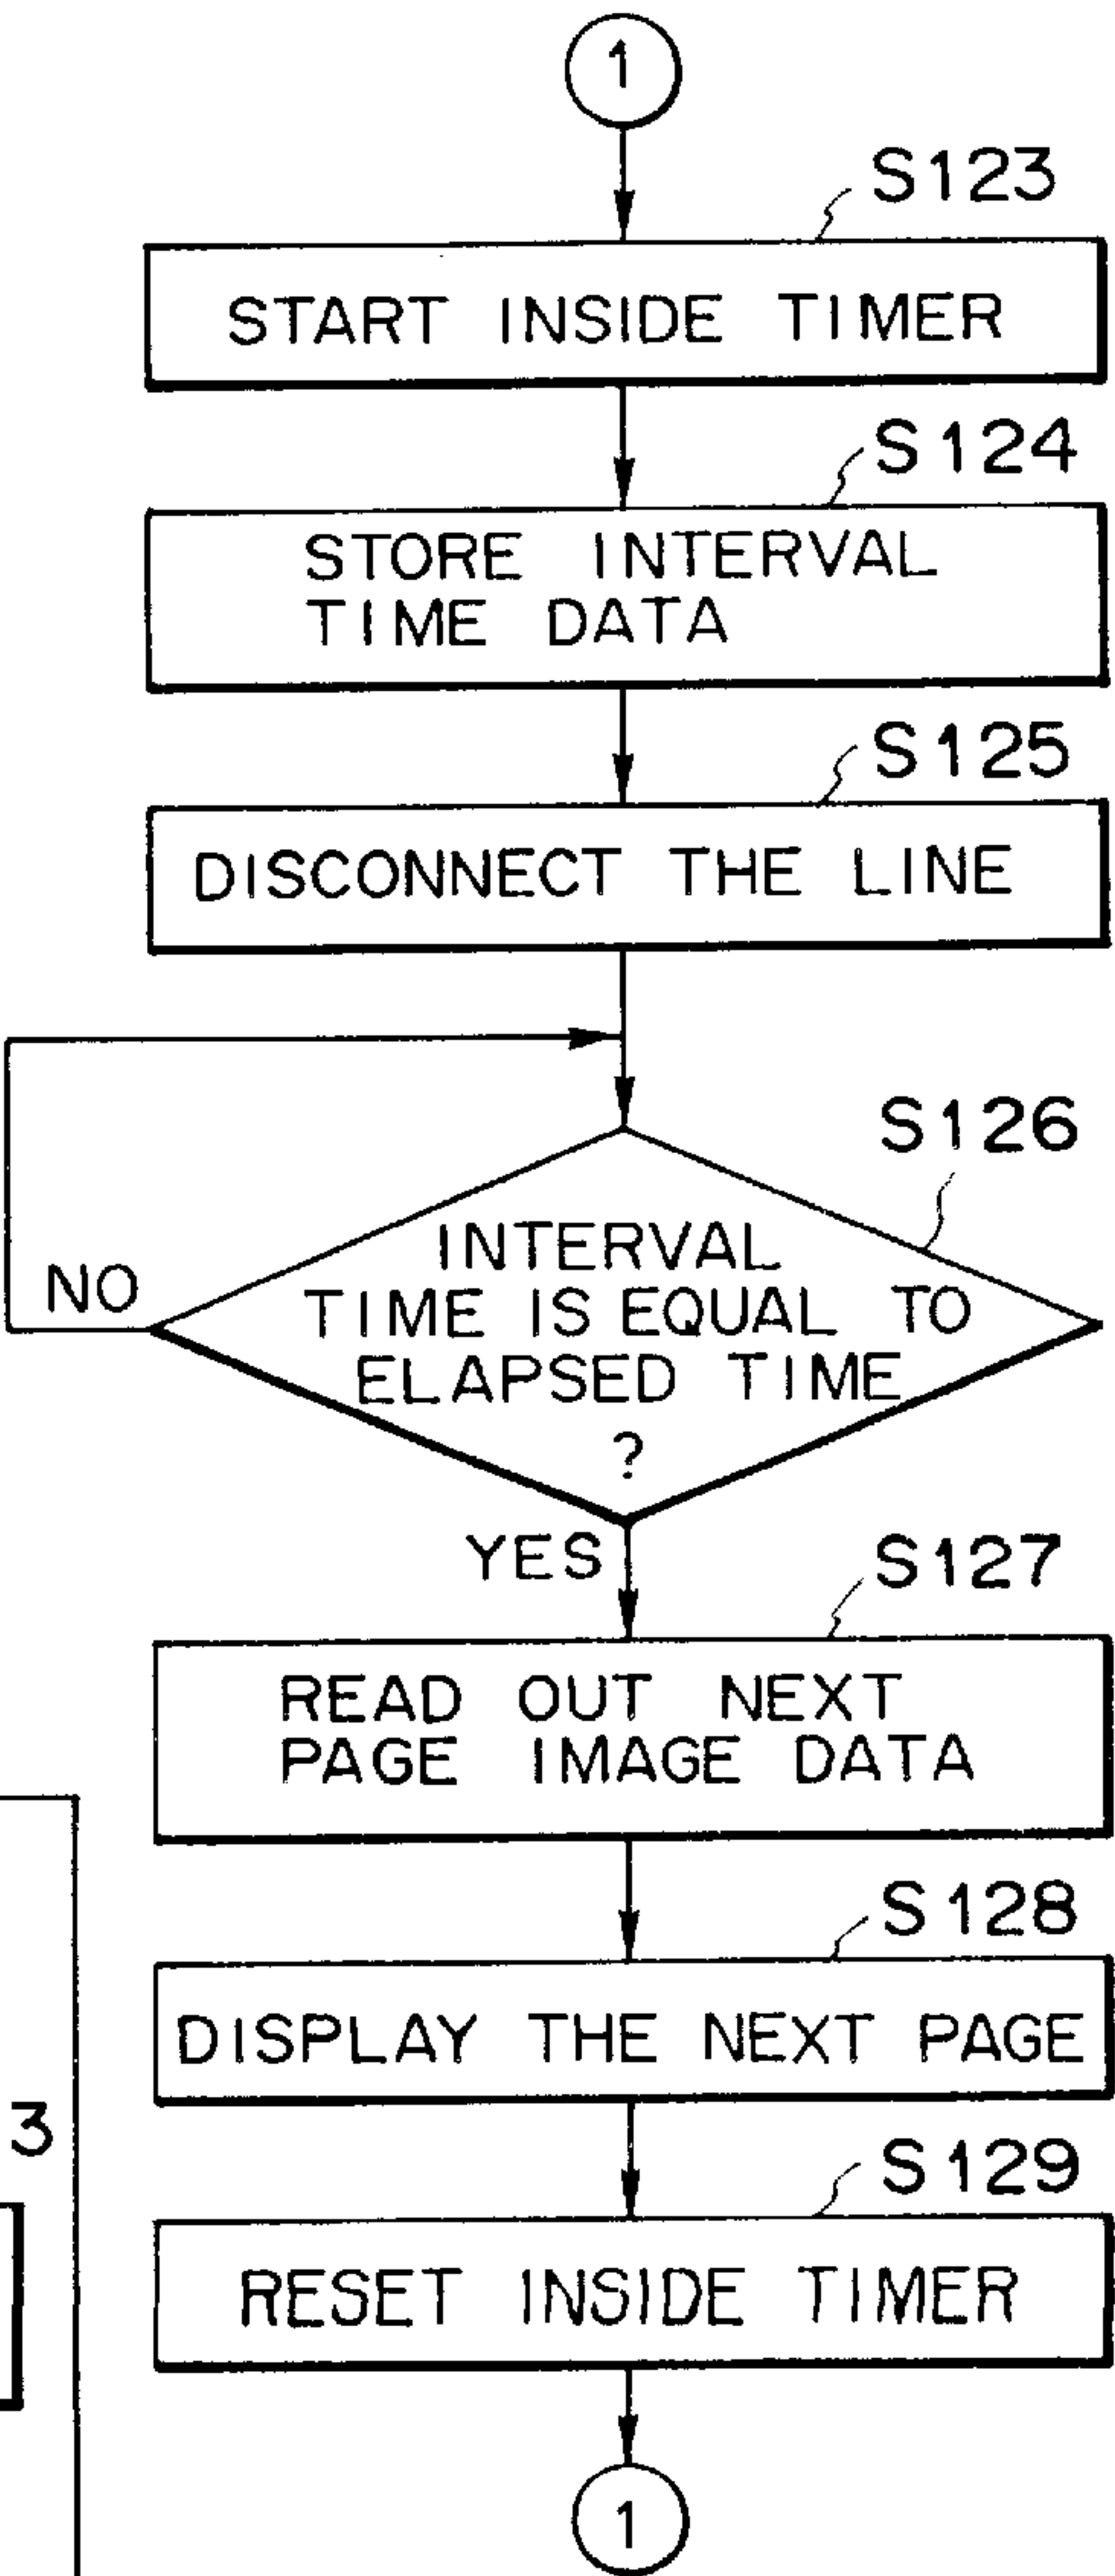 1
S123
START INSIDE TIMER
S124
STORE INTERVAL
TIME DATA
S125
DISCONNECT THE LINE
S126
INTERVAL
NO
TIME IS EQUAL TO
ELAPSED TIME
?
YES
S127
READ OUT NEXT
PAGE IMAGE DATA
S128
DISPLAY THE NEXT PAGE
3
S129
RESET INSIDE TIMER
1